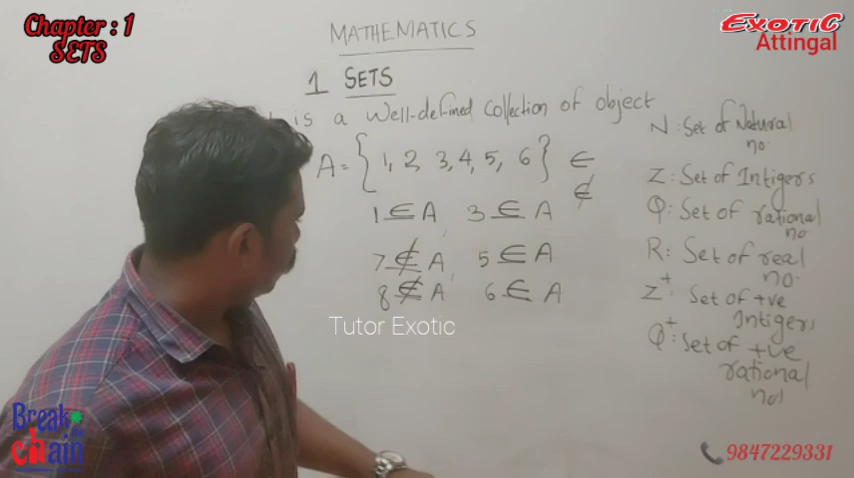 Chapter : 1
SETS
EXOTIC
Attingal
MATHEMATICS
1 SETS
is a well-defined collection of object
A = { 1, 2, 3, 4, 5, 6 } ∈
∉
1 ∈ A, 3 ∈ A
7 ∉ A, 5 ∈ A
8 ∉ A 6 ∈ A
N : Set of Natural
no.
Z : Set of Intigers
Q : Set of rational
no
R : Set of real
no.
Z⁺ : Set of +ve
Intigers
Q⁺ : Set of +ve
rational
no
Tutor Exotic
Break
the
chain
9847229331